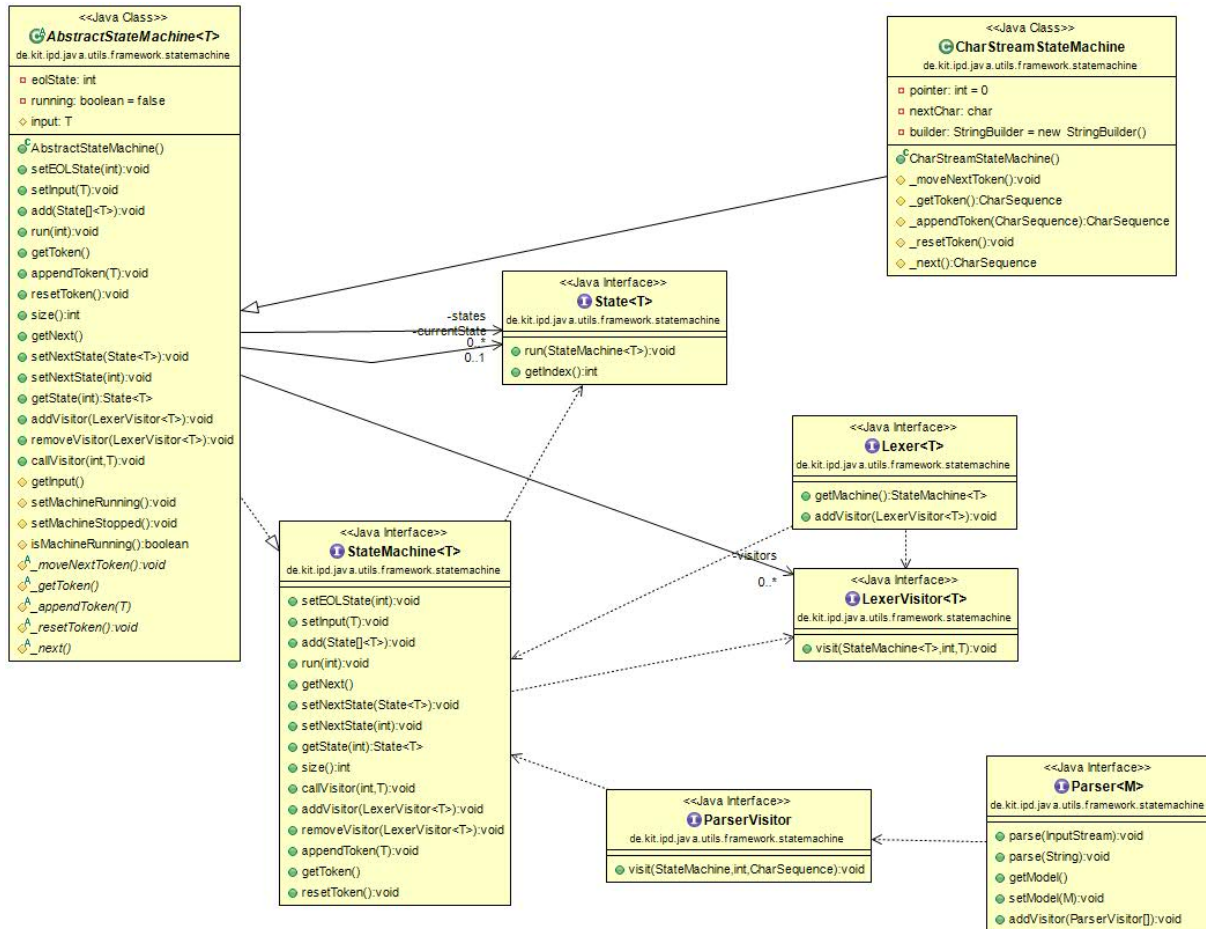 <<Java Class>>
AbstractStateMachine<T>
de.kit.ipd.java.utils.framework.statemachine
eolState: int
running: boolean = false
input: T
AbstractStateMachine()
setEOLState(int):void
setInput(T):void
add(State[]<T>):void
run(int):void
getToken()
appendToken(T):void
resetToken():void
size():int
getNext()
setNextState(State<T>):void
setNextState(int):void
getState(int):State<T>
addVisitor(LexerVisitor<T>):void
removeVisitor(LexerVisitor<T>):void
callVisitor(int,T):void
getInput()
setMachineRunning():void
setMachineStopped():void
isMachineRunning():boolean
_moveNextToken():void
_getToken()
_appendToken(T)
_resetToken():void
_next()
<<Java Class>>
CharStreamStateMachine
de.kit.ipd.java.utils.framework.statemachine
pointer: int = 0
nextChar: char
builder: StringBuilder = new StringBuilder()
CharStreamStateMachine()
_moveNextToken():void
_getToken():CharSequence
_appendToken(CharSequence):CharSequence
_resetToken():void
_next():CharSequence
-states
-currentState
0..*
0..1
<<Java Interface>>
State<T>
de.kit.ipd.java.utils.framework.statemachine
run(StateMachine<T>):void
getIndex():int
<<Java Interface>>
Lexer<T>
de.kit.ipd.java.utils.framework.statemachine
getMachine():StateMachine<T>
addVisitor(LexerVisitor<T>):void
-visitors
0..*
<<Java Interface>>
LexerVisitor<T>
de.kit.ipd.java.utils.framework.statemachine
visit(StateMachine<T>,int,T):void
<<Java Interface>>
StateMachine<T>
de.kit.ipd.java.utils.framework.statemachine
setEOLState(int):void
setInput(T):void
add(State[]<T>):void
run(int):void
getNext()
setNextState(State<T>):void
setNextState(int):void
getState(int):State<T>
size():int
callVisitor(int,T):void
addVisitor(LexerVisitor<T>):void
removeVisitor(LexerVisitor<T>):void
appendToken(T):void
getToken()
resetToken():void
<<Java Interface>>
ParserVisitor
de.kit.ipd.java.utils.framework.statemachine
visit(StateMachine,int,CharSequence):void
<<Java Interface>>
Parser<M>
de.kit.ipd.java.utils.framework.statemachine
parse(InputStream):void
parse(String):void
getModel()
setModel(M):void
addVisitor(ParserVisitor[]):void